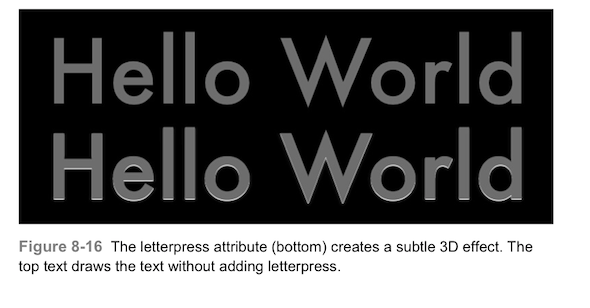 Hello World
Hello World
Figure 8-16 The letterpress attribute (bottom) creates a subtle 3D effect. The
top text draws the text without adding letterpress.